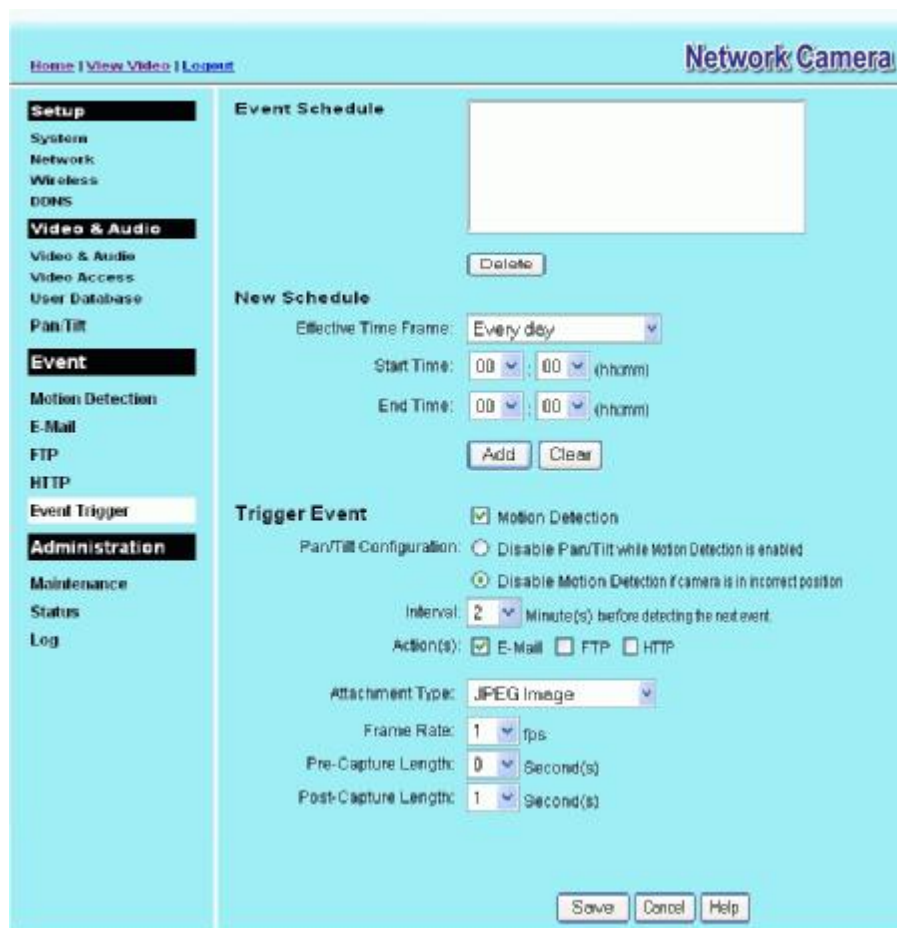 Home | View Video | Logout
Network Camera
Setup
System
Network
Wireless
DDNS
Video & Audio
Video & Audio
Video Access
User Database
Pan/Tilt
Event
Motion Detection
E-Mail
FTP
HTTP
Event Trigger
Administration
Maintenance
Status
Log
Event Schedule
Delete
New Schedule
Effective Time Frame: Every day
Start Time: 00 : 00 (hh:mm)
End Time: 00 : 00 (hh:mm)
Add Clear
Trigger Event Motion Detection
Pan/Tilt Configuration: Disable Pan/Tilt while Motion Detection is enabled
Disable Motion Detection if camera is in incorrect position
Interval: 2 Minute(s) before detecting the next event.
Action(s): E-Mail FTP HTTP
Attachment Type: JPEG Image
Frame Rate: 1 fps
Pre-Capture Length: 0 Second(s)
Post-Capture Length: 1 Second(s)
Save Cancel Help